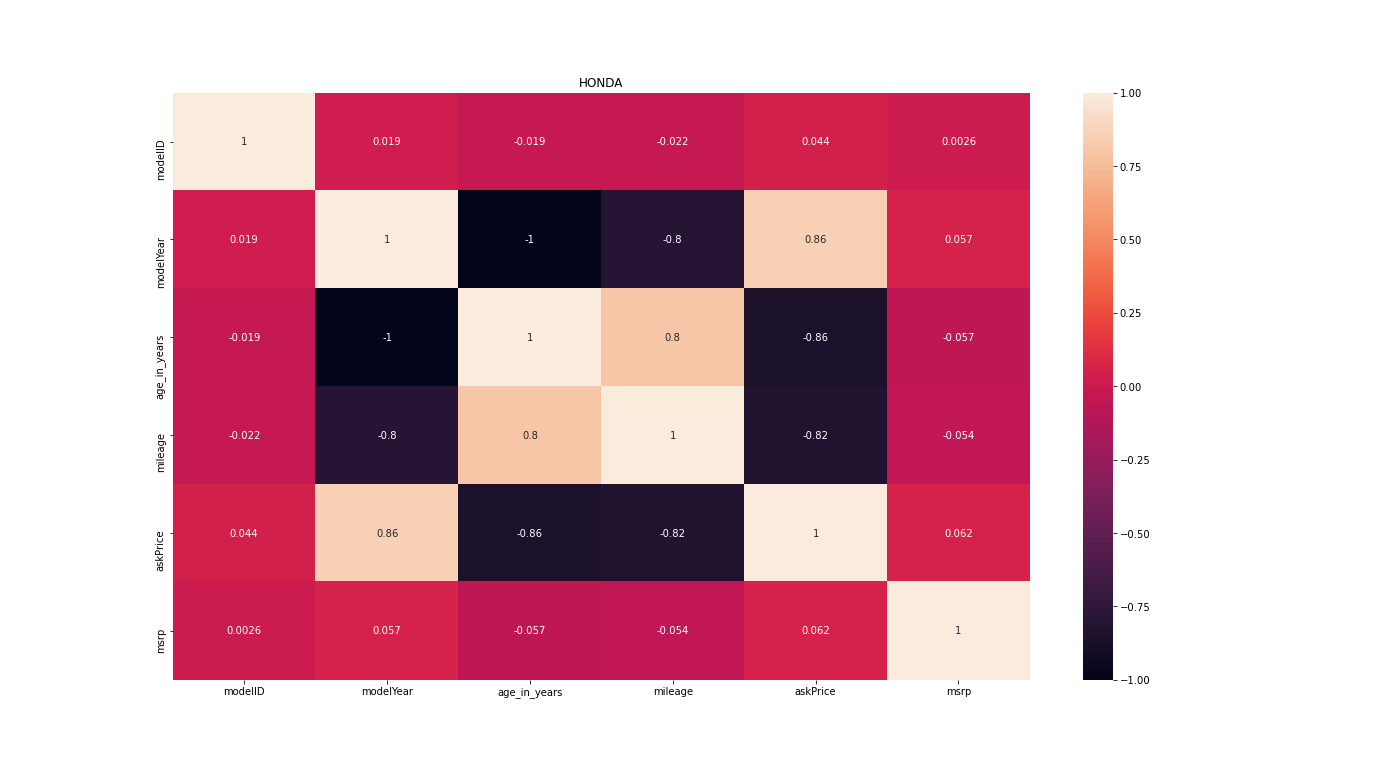 HONDA
modelID 1 0.019 -0.019 -0.022 0.044 0.0026 1.00
0.75
modelYear 0.019 1 -1 -0.8 0.86 0.057 0.50
age_in_years -0.019 -1 1 0.8 -0.86 -0.057 0.25
0.00
mileage -0.022 -0.8 0.8 1 -0.82 -0.054 −0.25
askPrice 0.044 0.86 -0.86 -0.82 1 0.062 −0.50
−0.75
msrp 0.0026 0.057 -0.057 -0.054 0.062 1 −1.00
modelID modelYear age_in_years mileage askPrice msrp